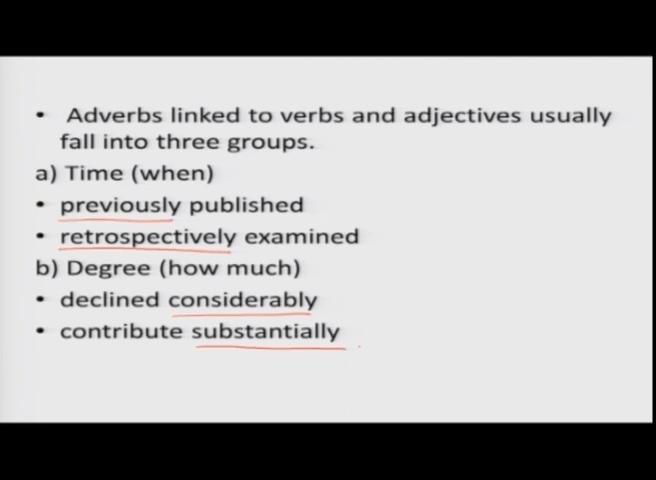 • Adverbs linked to verbs and adjectives usually
fall into three groups.
a) Time (when)
• previously published
• retrospectively examined
b) Degree (how much)
• declined considerably
• contribute substantially